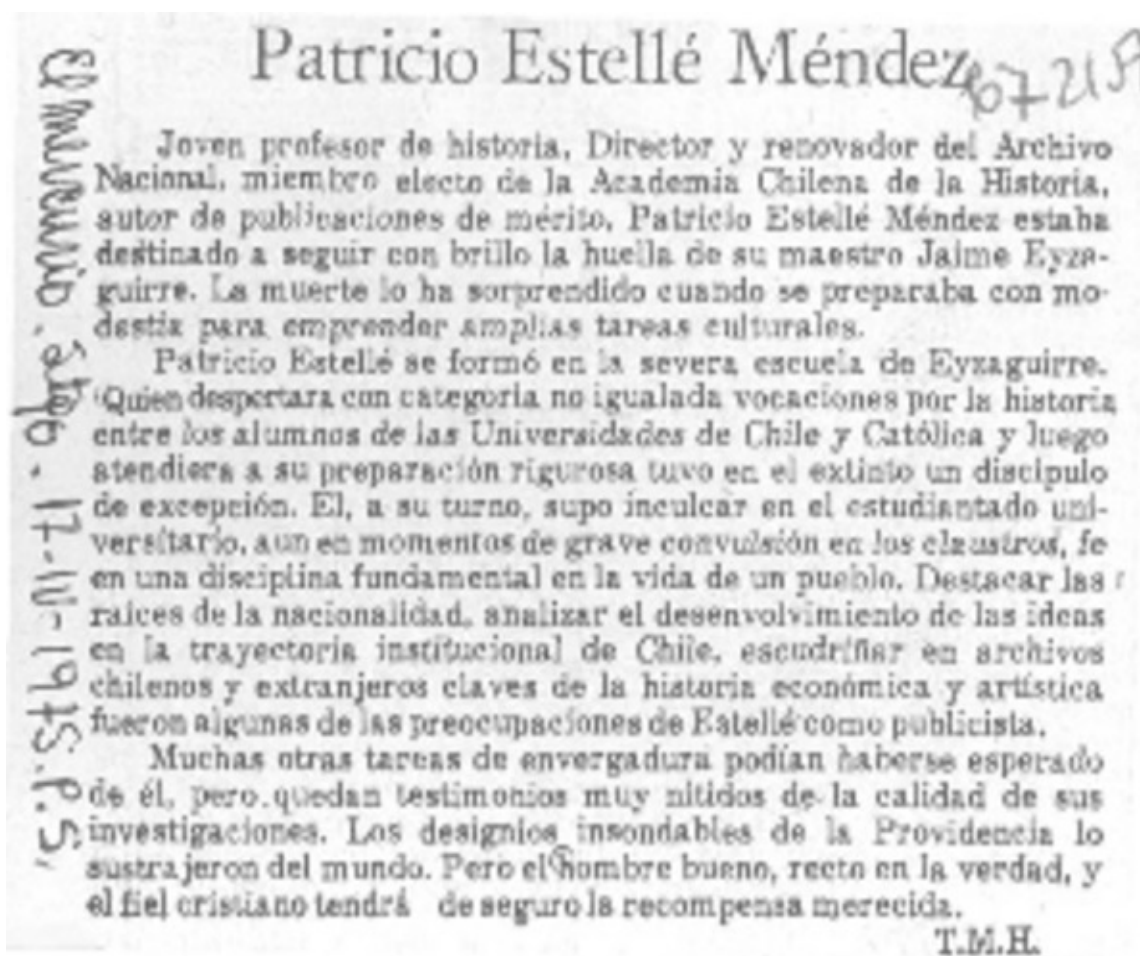 Patricio Estellé Méndez
Joven profesor de historia, Director y renovador del Archivo
Nacional, miembro electo de la Academia Chilena de la Historia,
autor de publicaciones de mérito, Patricio Estellé Méndez estaba
destinado a seguir con brillo la huella de su maestro Jaime Eyza-
guirre. La muerte lo ha sorprendido cuando se preparaba con mo-
destia para emprender amplias tareas culturales.
Patricio Estellé se formó en la severa escuela de Eyzaguirre.
Quien despertara con categoría no igualada vocaciones por la historia
entre los alumnos de las Universidades de Chile y Católica y luego
atendiera a su preparación rigurosa tuvo en el extinto un discípulo
de excepción. El, a su turno, supo inculcar en el estudiantado uni-
versitario, aun en momentos de grave convulsión en los claustros, fe
en una disciplina fundamental en la vida de un pueblo. Destacar las
raíces de la nacionalidad, analizar el desenvolvimiento de las ideas
en la trayectoria institucional de Chile, escudriñar en archivos
chilenos y extranjeros claves de la historia económica y artística
fueron algunas de las preocupaciones de Estellé como publicista.
Muchas otras tareas de envergadura podían haberse esperado
de él, pero quedan testimonios muy nítidos de la calidad de sus
investigaciones. Los designios insondables de la Providencia lo
sustrajeron del mundo. Pero el hombre bueno, recto en la verdad, y
el fiel cristiano tendrá de seguro la recompensa merecida.
T.M.H.
El Mercurio. Stgo. 17-IV-1975. P.5.